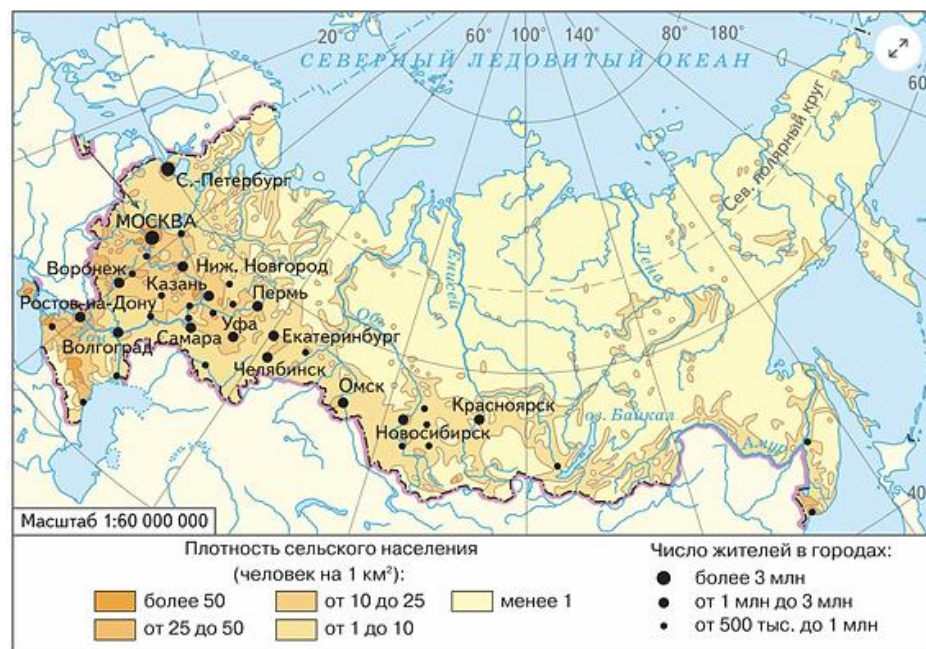 20°
60°
100°
140°
80°
180°
СЕВЕРНЫЙ ЛЕДОВИТЫЙ ОКЕАН
60
Сев. полярный круг
С.-Петербург
МОСКВА
Воронеж
Ниж. Новгород
Казань
Пермь
Ростов-на-Дону
Уфа
Дон
Самара
Екатеринбург
Волгоград
Челябинск
Обь
Енисей
Лена
Омск
Красноярск
оз. Байкал
Новосибирск
Амур
40
Масштаб 1:60 000 000
Плотность сельского населения
(человек на 1 км²):
более 50
от 10 до 25
менее 1
от 25 до 50
от 1 до 10
Число жителей в городах:
более 3 млн
от 1 млн до 3 млн
от 500 тыс. до 1 млн